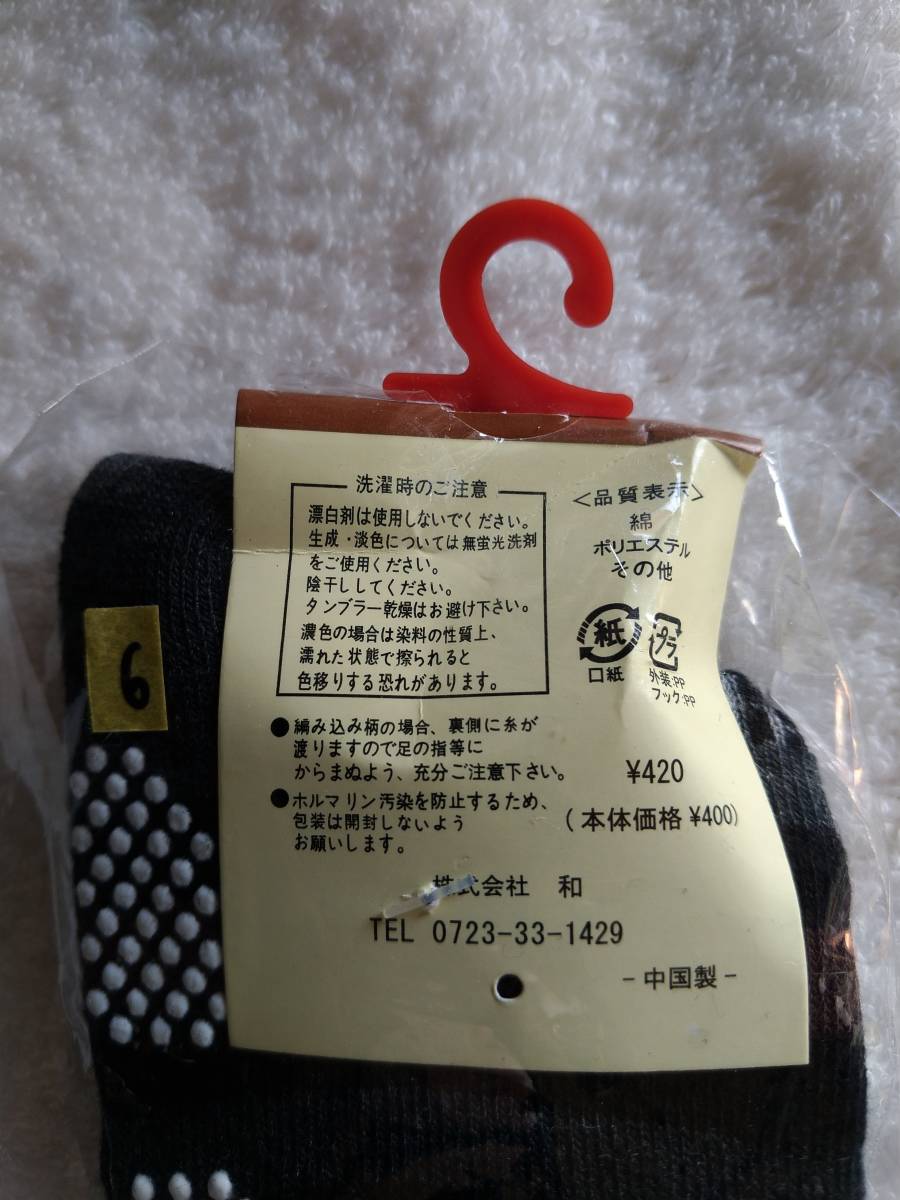 洗濯時のご注意
漂白剤は使用しないでください。
生成・淡色については無蛍光洗剤
をご使用ください。
陰干ししてください。
タンブラー乾燥はお避け下さい。
濃色の場合は染料の性質上、
濡れた状態で擦られると
色移りする恐れがあります。
●編み込み柄の場合、裏側に糸が
渡りますので足の指等に
からまぬよう、充分ご注意下さい。
●ホルマリン汚染を防止するため、
包装は開封しないよう
お願いします。
<品質表示>
綿
ポリエステル
その他
紙
口紙
プラ
外装:PP
フック:PP
¥420
(本体価格¥400)
株式会社 和
TEL 0723-33-1429
-中国製-
6